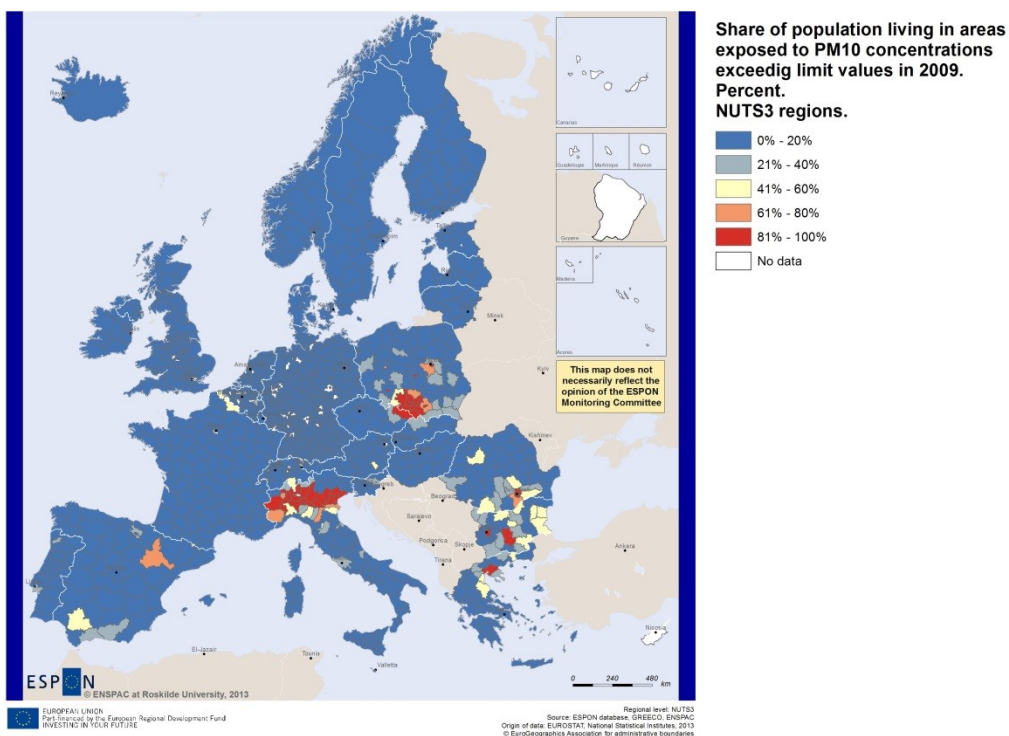 Share of population living in areas
exposed to PM10 concentrations
exceedig limit values in 2009.
Percent.
NUTS3 regions.
0% - 20%
21% - 40%
41% - 60%
61% - 80%
81% - 100%
No data
Canarias
Guadeloupe
Martinique
Réunion
Guyane
Madeira
Acores
This map does not
necessarily reflect the
opinion of the ESPON
Monitoring Committee
Minsk
Kyiv
Kishinev
Beograd
Sarajevo
Podgorica
Skopje
Tirana
Ankara
Nicosia
El-Jazair
Tounis
Valletta
0 240 480 km
ESPON
© ENSPAC at Roskilde University, 2013
EUROPEAN UNION
Part-financed by the European Regional Development Fund
INVESTING IN YOUR FUTURE
Regional level: NUTS3
Source: ESPON database, GREECO, ENSPAC
Origin of data: EUROSTAT, National Statistical Institutes, 2013
© EuroGeographics Association for administrative boundaries